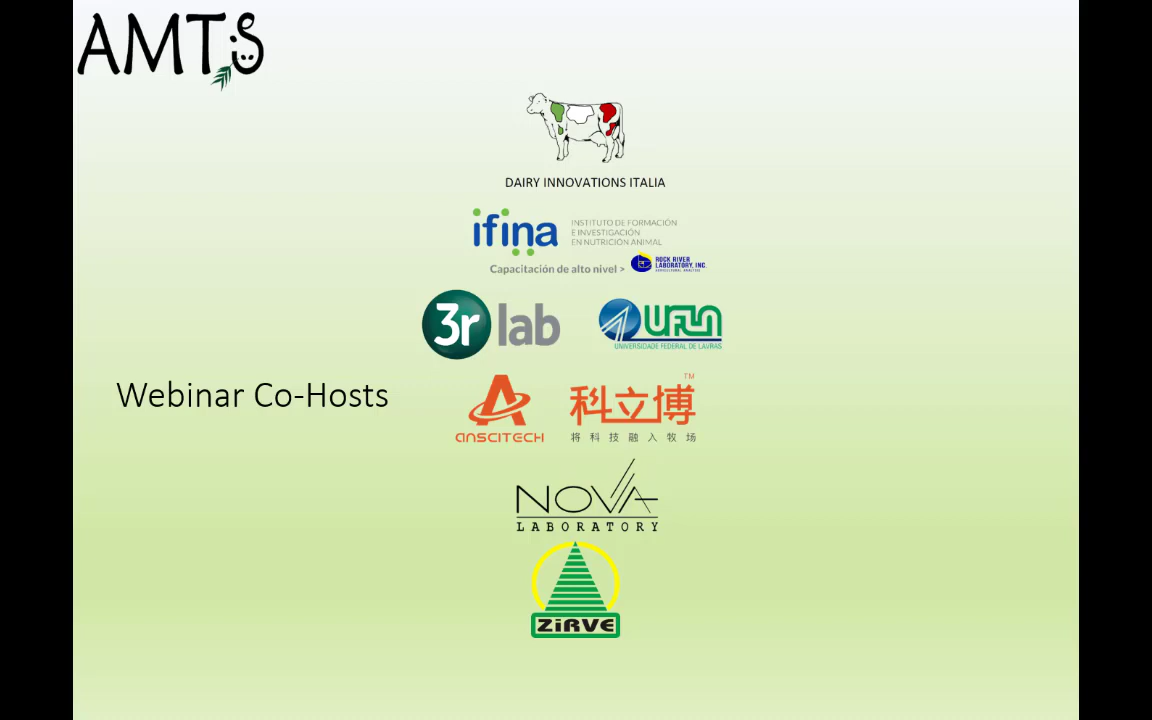 AMTS
DAIRY INNOVATIONS ITALIA
ifina
INSTITUTO DE FORMACIÓN
E INVESTIGACIÓN
EN NUTRICIÓN ANIMAL
Capacitación de alto nivel >
ROCK RIVER
LABORATORY, INC.
AGRICULTURAL ANALYSIS
3r lab
UFLA
UNIVERSIDADE FEDERAL DE LAVRAS
Webinar Co-Hosts
ANSCITECH
科立博 TM
将科技融入牧场
NOVA
LABORATORY
ZiRVE